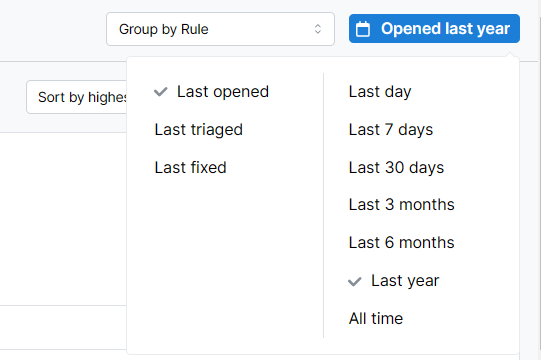 Group by Rule
Opened last year
Sort by highes
Last opened
Last triaged
Last fixed
Last day
Last 7 days
Last 30 days
Last 3 months
Last 6 months
Last year
All time